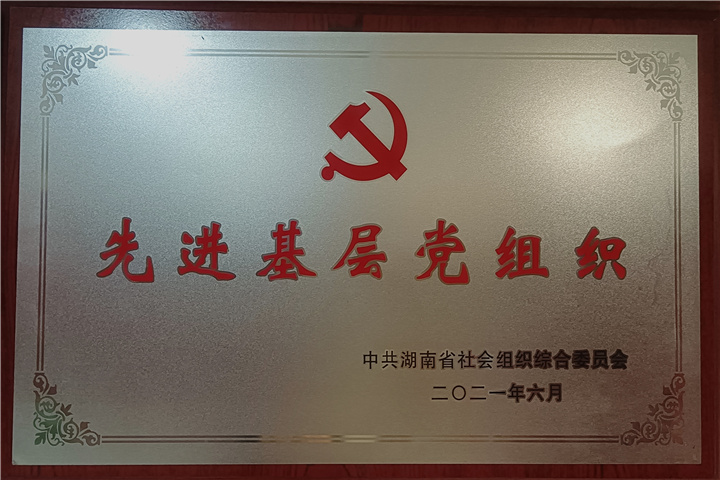 先进基层党组织
中共湖南省社会组织综合委员会
二〇二一年六月